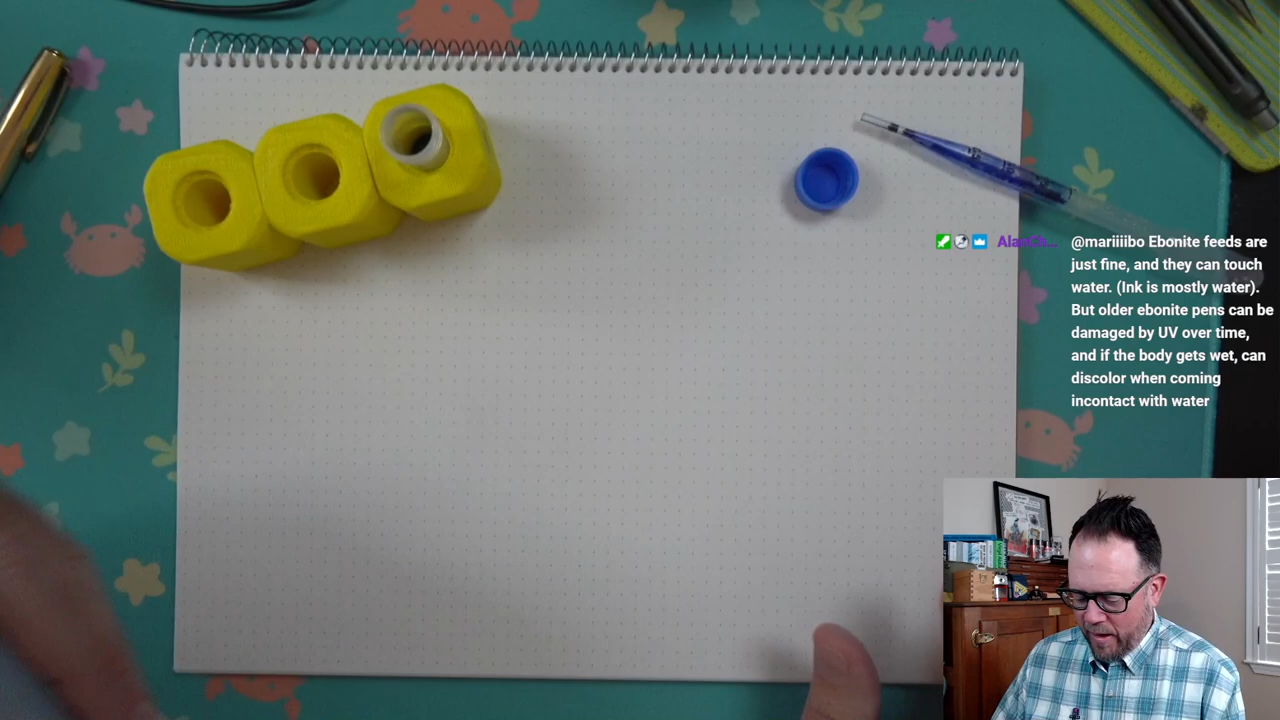 @mariiiibo Ebonite feeds are
just fine, and they can touch
water. (Ink is mostly water).
But older ebonite pens can be
damaged by UV over time,
and if the body gets wet, can
discolor when coming
incontact with water